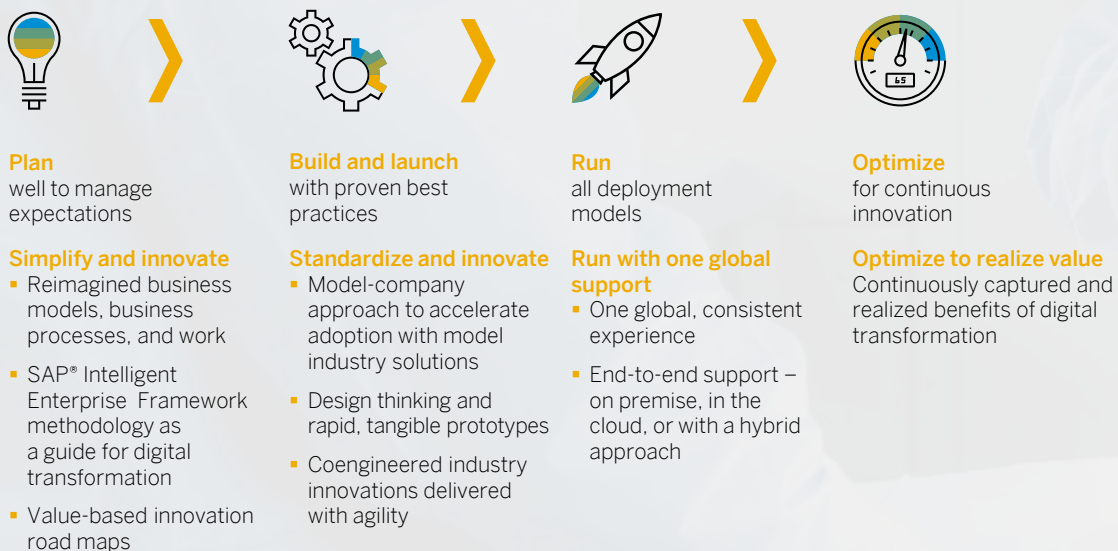 65
Plan
well to manage
expectations
Simplify and innovate
▪ Reimagined business
models, business
processes, and work
▪ SAP® Intelligent
Enterprise Framework
methodology as
a guide for digital
transformation
▪ Value-based innovation
road maps
Build and launch
with proven best
practices
Standardize and innovate
▪ Model-company
approach to accelerate
adoption with model
industry solutions
▪ Design thinking and
rapid, tangible prototypes
▪ Coengineered industry
innovations delivered
with agility
Run
all deployment
models
Run with one global
support
▪ One global, consistent
experience
▪ End-to-end support –
on premise, in the
cloud, or with a hybrid
approach
Optimize
for continuous
innovation
Optimize to realize value
Continuously captured and
realized benefits of digital
transformation